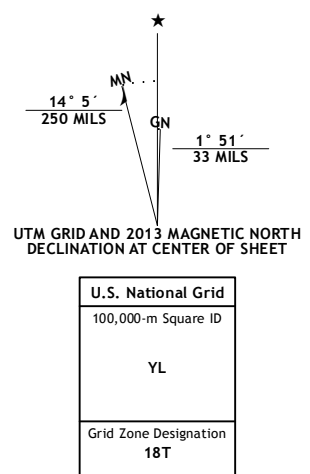 ★
MN
GN
14° 5´
250 MILS
1° 51´
33 MILS
UTM GRID AND 2013 MAGNETIC NORTH
DECLINATION AT CENTER OF SHEET
U.S. National Grid
100,000-m Square ID
YL
Grid Zone Designation
18T